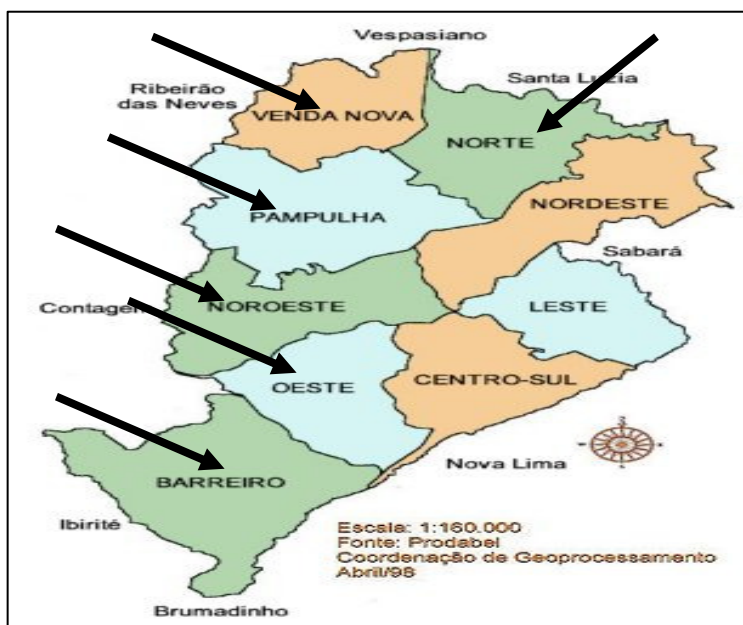 Vespasiano
Santa Luzia
Ribeirão
das Neves
VENDA NOVA
NORTE
PAMPULHA
NORDESTE
Sabará
Contagem
NOROESTE
LESTE
OESTE
CENTRO-SUL
Nova Lima
BARREIRO
Ibirité
Escala: 1:160.000
Fonte: Prodabel
Coordenação de Geoprocessamento
Abril/98
Brumadinho